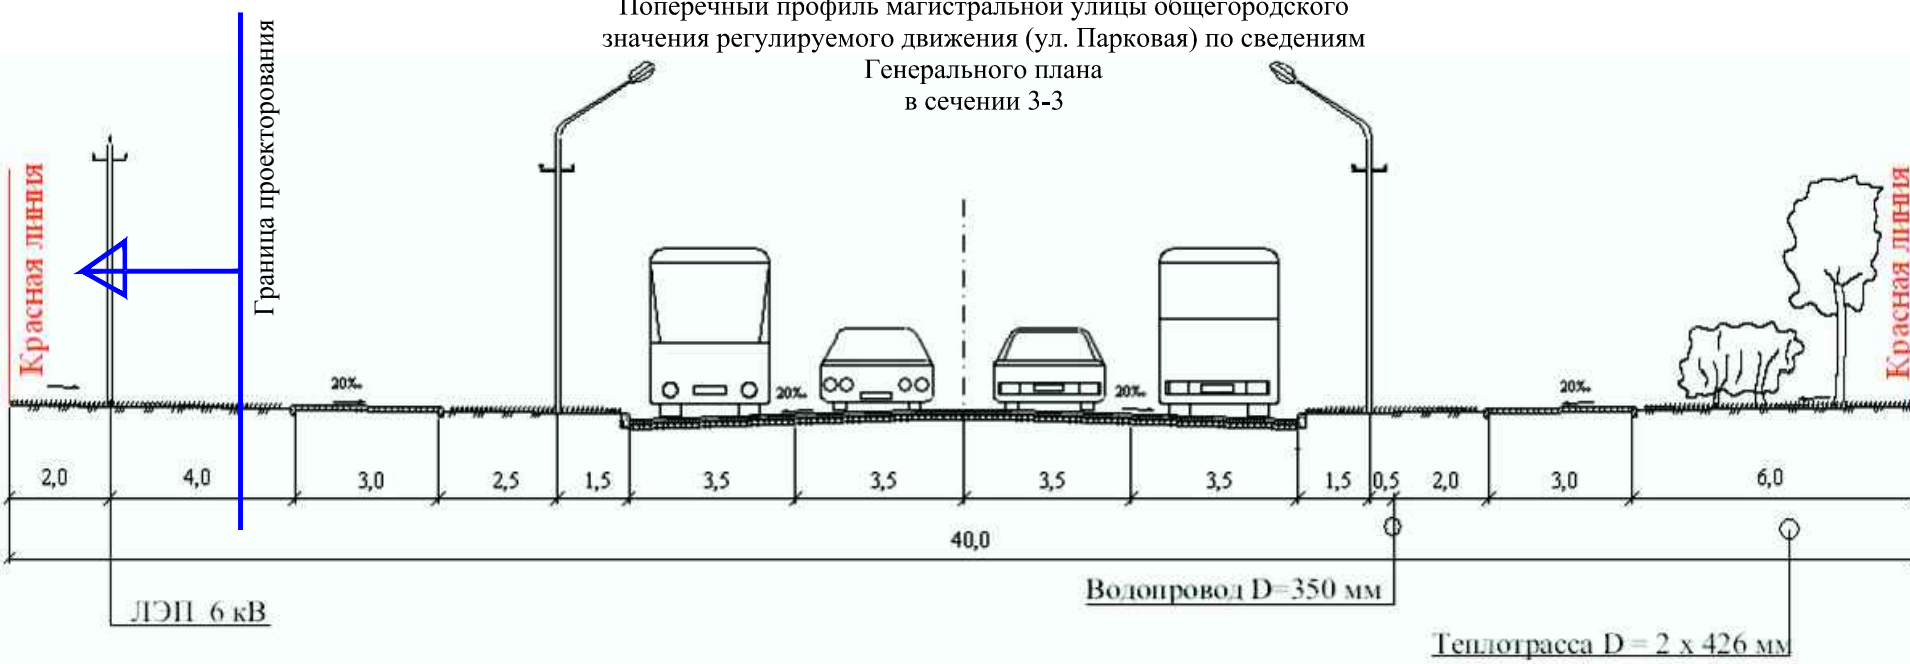 Поперечный профиль магистральной улицы общегородского
значения регулируемого движения (ул. Парковая) по сведениям
Генерального плана
в сечении 3-3
Красная линия
Граница проекторования
Красная линия
20‰
20‰
20‰
20‰
2,0
4,0
3,0
2,5
1,5
3,5
3,5
3,5
3,5
1,5
0,5
2,0
3,0
6,0
40,0
Водопровод D=350 мм
ЛЭП 6 кВ
Теплотрасса D = 2 х 426 мм